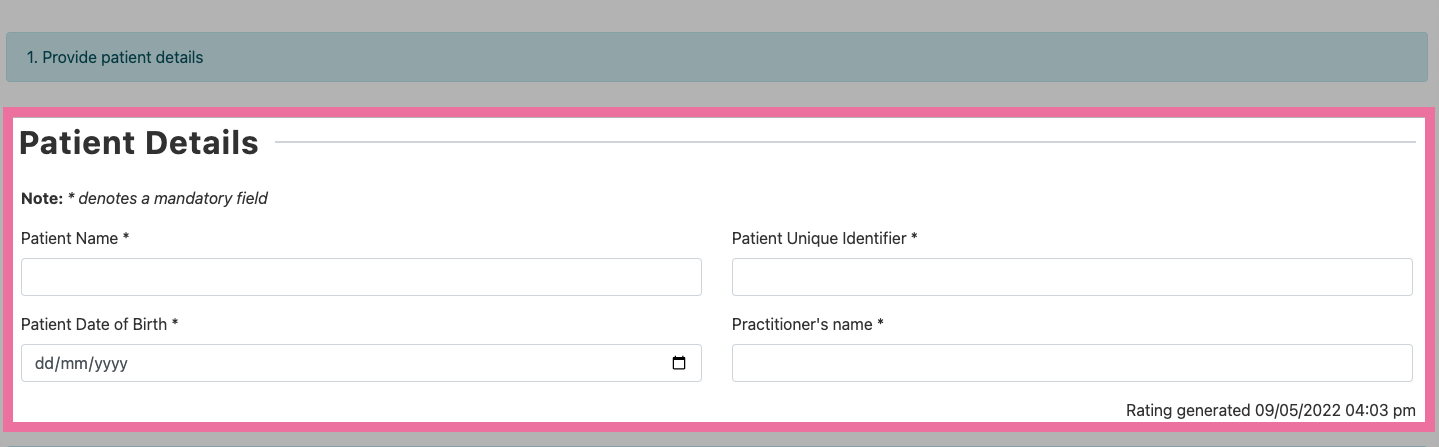 1. Provide patient details
Patient Details
Note: * denotes a mandatory field
Patient Name *
Patient Unique Identifier *
Patient Date of Birth *
Practitioner's name *
dd/mm/yyyy
Rating generated 09/05/2022 04:03 pm